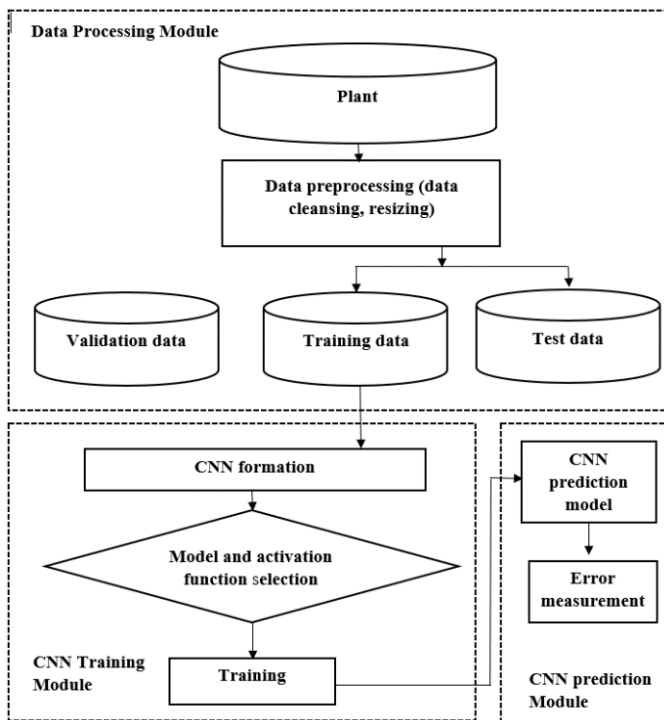 Data Processing Module
Plant
Data preprocessing (data
cleansing, resizing)
Validation data
Training data
Test data
CNN formation
Model and activation
function selection
Training
CNN Training
Module
CNN
prediction
model
Error
measurement
CNN prediction
Module